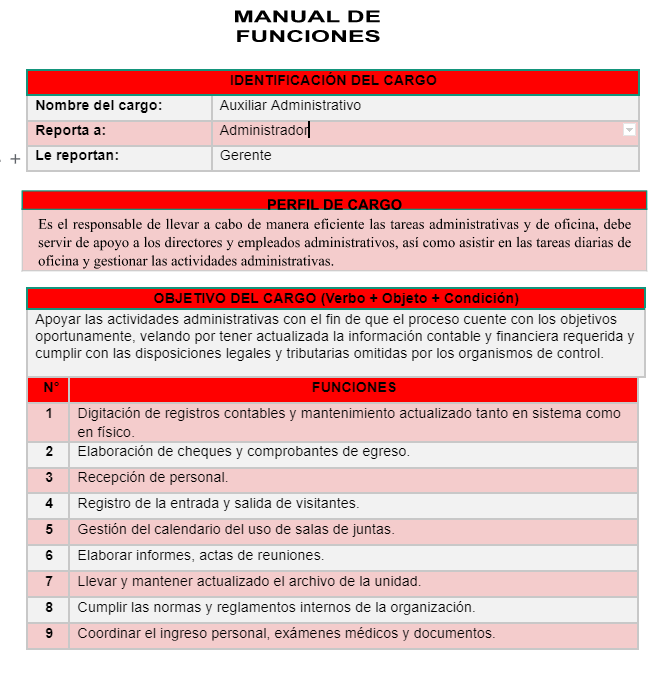 MANUAL DE
FUNCIONES
IDENTIFICACIÓN DEL CARGO
Nombre del cargo: Auxiliar Administrativo
Reporta a: Administrador
Le reportan: Gerente
PERFIL DE CARGO
Es el responsable de llevar a cabo de manera eficiente las tareas administrativas y de oficina, debe
servir de apoyo a los directores y empleados administrativos, así como asistir en las tareas diarias de
oficina y gestionar las actividades administrativas.
OBJETIVO DEL CARGO (Verbo + Objeto + Condición)
Apoyar las actividades administrativas con el fin de que el proceso cuente con los objetivos
oportunamente, velando por tener actualizada la información contable y financiera requerida y
cumplir con las disposiciones legales y tributarias omitidas por los organismos de control.
N° FUNCIONES
1 Digitación de registros contables y mantenimiento actualizado tanto en sistema como
en físico.
2 Elaboración de cheques y comprobantes de egreso.
3 Recepción de personal.
4 Registro de la entrada y salida de visitantes.
5 Gestión del calendario del uso de salas de juntas.
6 Elaborar informes, actas de reuniones.
7 Llevar y mantener actualizado el archivo de la unidad.
8 Cumplir las normas y reglamentos internos de la organización.
9 Coordinar el ingreso personal, exámenes médicos y documentos.